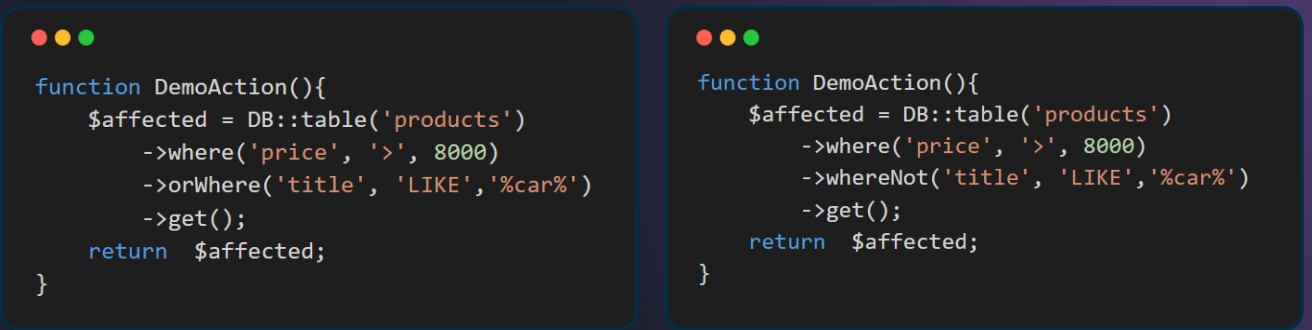 function DemoAction(){
    $affected = DB::table('products')
        ->where('price', '>', 8000)
        ->orWhere('title', 'LIKE','%car%')
        ->get();
    return  $affected;
}
function DemoAction(){
    $affected = DB::table('products')
        ->where('price', '>', 8000)
        ->whereNot('title', 'LIKE','%car%')
        ->get();
    return  $affected;
}